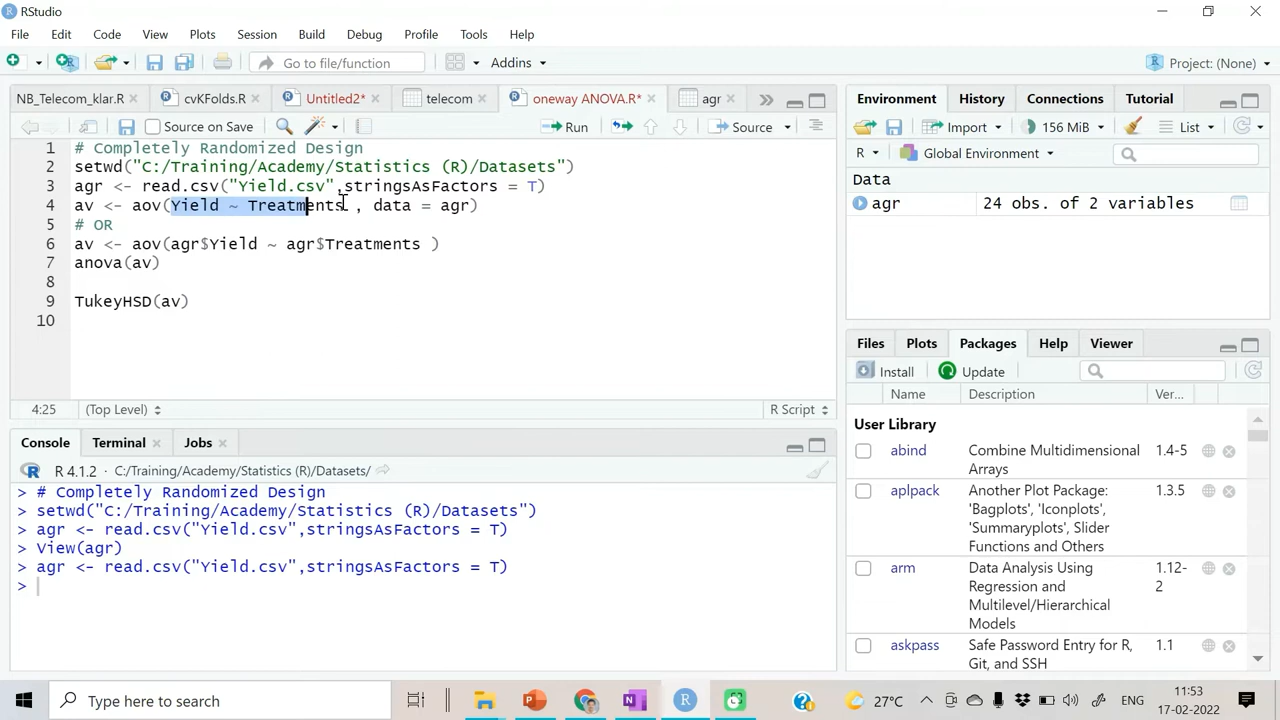 RStudio
File Edit Code View Plots Session Build Debug Profile Tools Help
Go to file/function Addins Project: (None)
NB_Telecom_klar.R cvKFolds.R Untitled2* telecom oneway ANOVA.R* agr
Source on Save Run Source
1 # Completely Randomized Design
2 setwd("C:/Training/Academy/Statistics (R)/Datasets")
3 agr <- read.csv("Yield.csv",stringsAsFactors = T)
4 av <- aov(Yield ~ Treatments , data = agr)
5 # OR
6 av <- aov(agr$Yield ~ agr$Treatments )
7 anova(av)
8
9 TukeyHSD(av)
10
4:25 (Top Level) R Script
Console Terminal Jobs
R 4.1.2 · C:/Training/Academy/Statistics (R)/Datasets/
> # Completely Randomized Design
> setwd("C:/Training/Academy/Statistics (R)/Datasets")
> agr <- read.csv("Yield.csv",stringsAsFactors = T)
> View(agr)
> agr <- read.csv("Yield.csv",stringsAsFactors = T)
>
Environment History Connections Tutorial
Import 156 MiB List
R Global Environment
Data
agr 24 obs. of 2 variables
Files Plots Packages Help Viewer
Install Update
Name Description Ver...
User Library
abind Combine Multidimensional Arrays 1.4-5
aplpack Another Plot Package: 'Bagplots', 'Iconplots', 'Summaryplots', Slider Functions and Others 1.3.5
arm Data Analysis Using Regression and Multilevel/Hierarchical Models 1.12-2
askpass Safe Password Entry for R, Git, and SSH 1.1
Type here to search 27°C ENG 11:53
17-02-2022